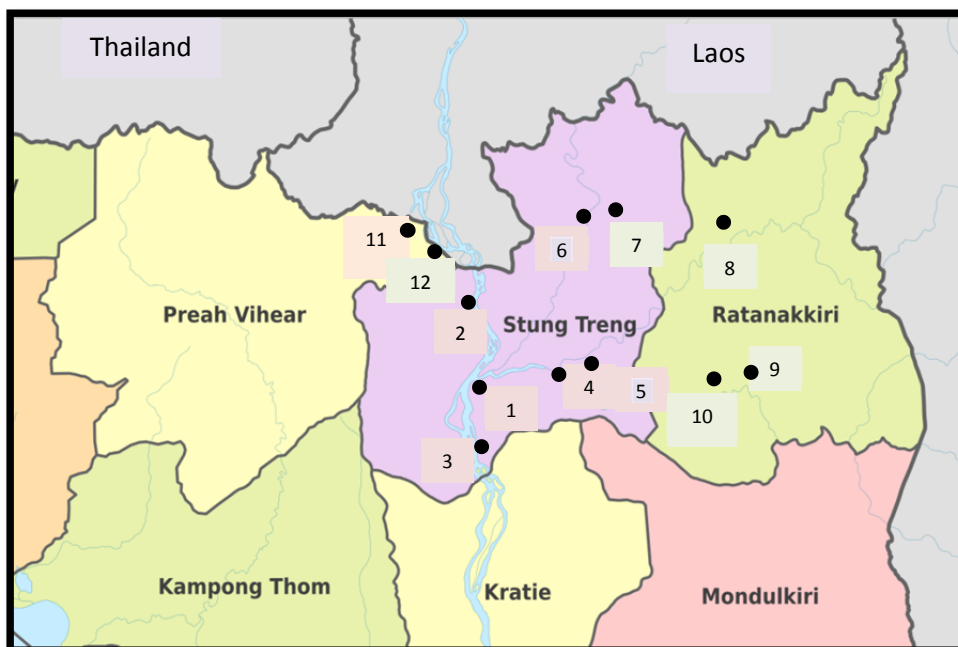 Thailand
Laos
11
6
7
8
12
Preah Vihear
2
Stung Treng
Ratanakkiri
9
4
5
1
10
3
Kampong Thom
Kratie
Mondulkiri